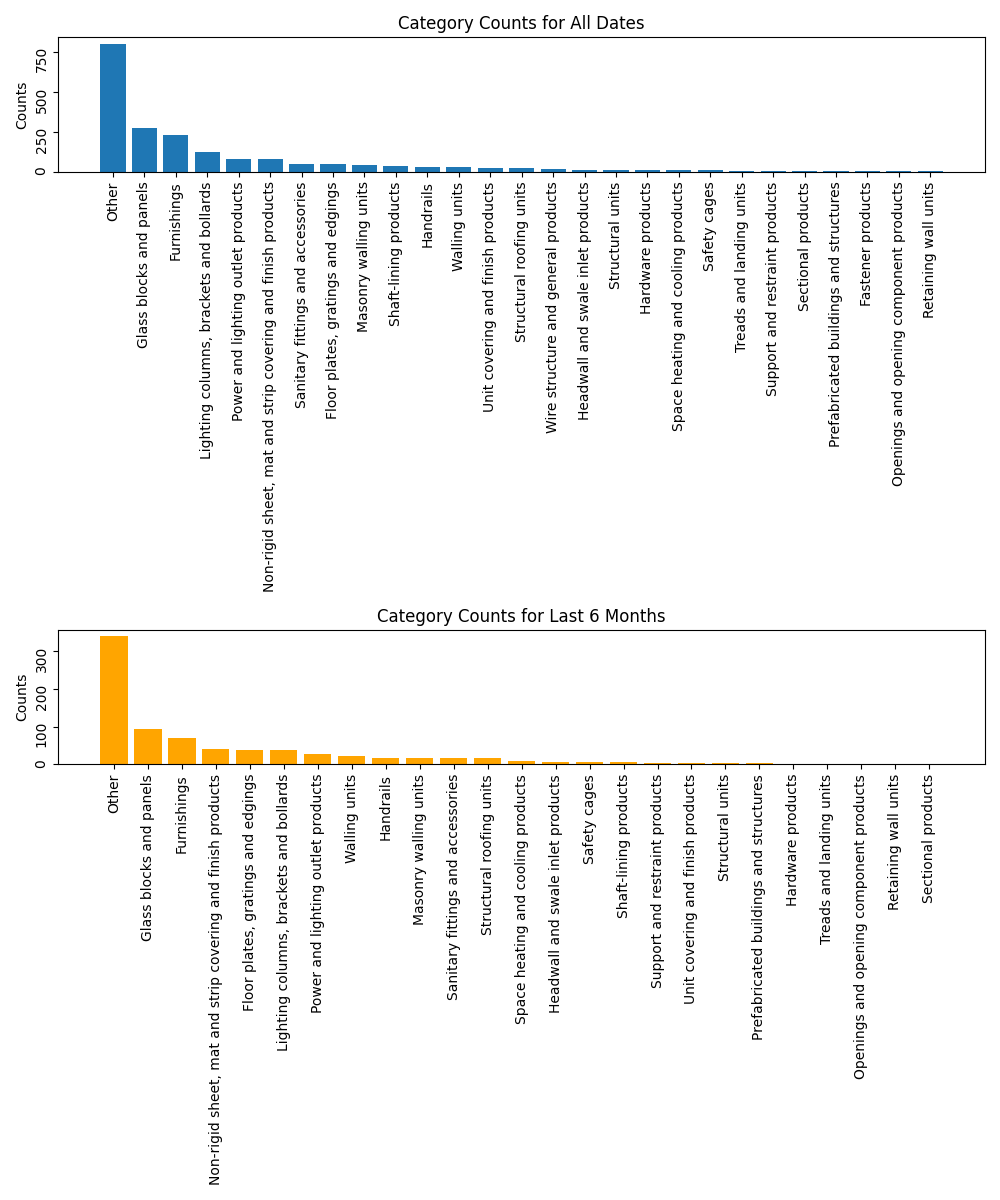 Category Counts for All Dates
Counts
750
500
250
0
Other
Glass blocks and panels
Furnishings
Lighting columns, brackets and bollards
Power and lighting outlet products
Non-rigid sheet, mat and strip covering and finish products
Sanitary fittings and accessories
Floor plates, gratings and edgings
Masonry walling units
Shaft-lining products
Handrails
Walling units
Unit covering and finish products
Structural roofing units
Wire structure and general products
Headwall and swale inlet products
Structural units
Hardware products
Space heating and cooling products
Safety cages
Treads and landing units
Support and restraint products
Sectional products
Prefabricated buildings and structures
Fastener products
Openings and opening component products
Retaining wall units
Category Counts for Last 6 Months
Counts
300
200
100
0
Other
Glass blocks and panels
Furnishings
Non-rigid sheet, mat and strip covering and finish products
Floor plates, gratings and edgings
Lighting columns, brackets and bollards
Power and lighting outlet products
Walling units
Handrails
Masonry walling units
Sanitary fittings and accessories
Structural roofing units
Space heating and cooling products
Headwall and swale inlet products
Safety cages
Shaft-lining products
Support and restraint products
Unit covering and finish products
Structural units
Prefabricated buildings and structures
Hardware products
Treads and landing units
Openings and opening component products
Retaining wall units
Sectional products